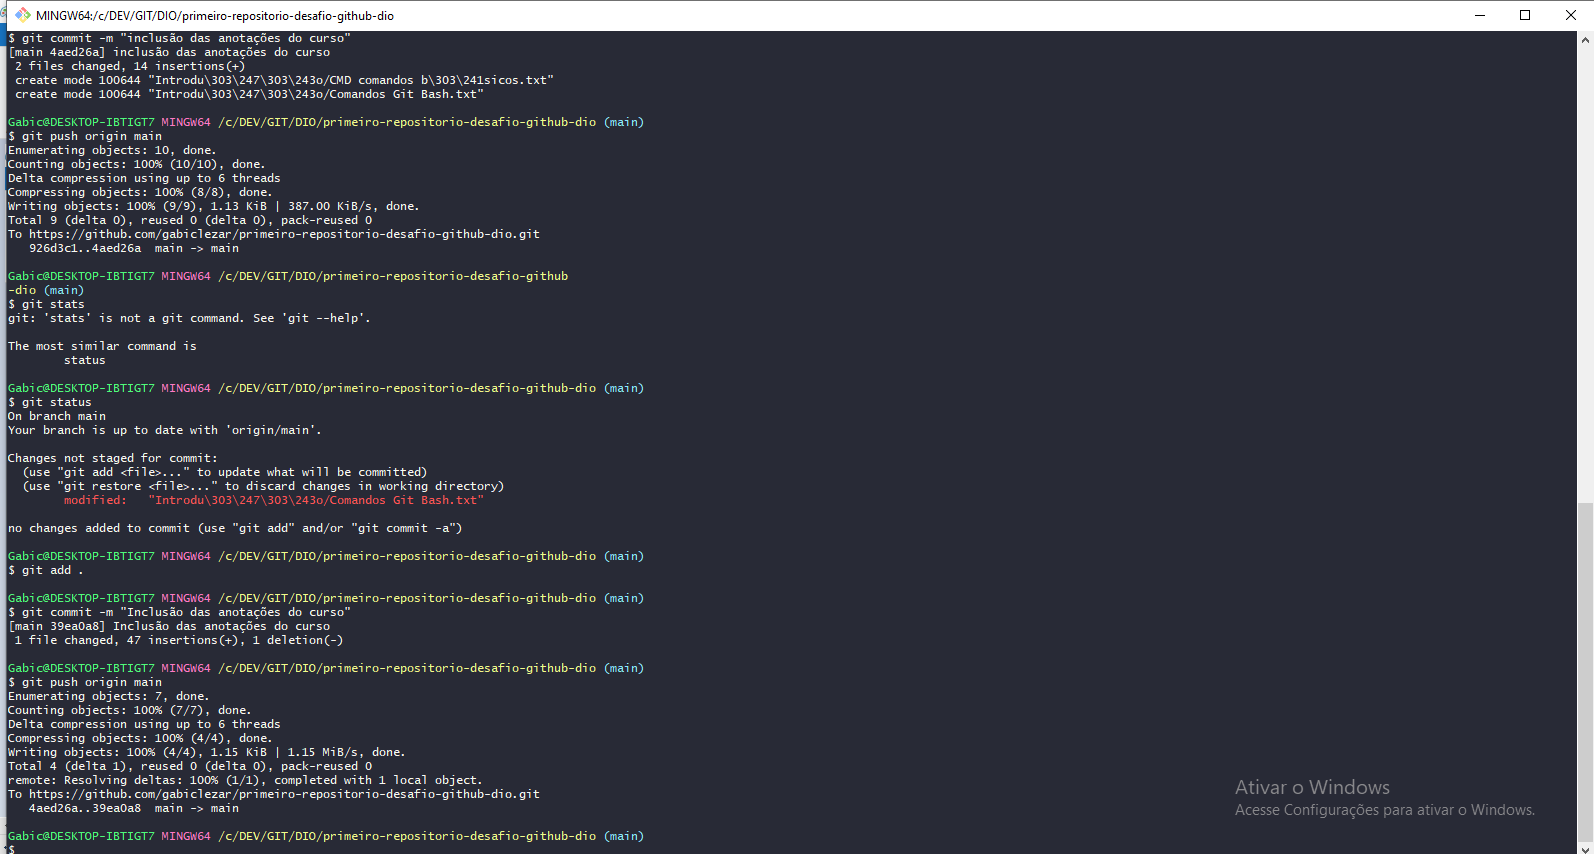 MINGW64:/c/DEV/GIT/DIO/primeiro-repositorio-desafio-github-dio
$ git commit -m "inclusão das anotações do curso"
[main 4aed26a] inclusão das anotações do curso
 2 files changed, 14 insertions(+)
 create mode 100644 "Introdu\303\247\303\243o/CMD comandos b\303\241sicos.txt"
 create mode 100644 "Introdu\303\247\303\243o/Comandos Git Bash.txt"
Gabic@DESKTOP-IBTIGT7 MINGW64 /c/DEV/GIT/DIO/primeiro-repositorio-desafio-github-dio (main)
$ git push origin main
Enumerating objects: 10, done.
Counting objects: 100% (10/10), done.
Delta compression using up to 6 threads
Compressing objects: 100% (8/8), done.
Writing objects: 100% (9/9), 1.13 KiB | 387.00 KiB/s, done.
Total 9 (delta 0), reused 0 (delta 0), pack-reused 0
To https://github.com/gabiclezar/primeiro-repositorio-desafio-github-dio.git
   926d3c1..4aed26a  main -> main
Gabic@DESKTOP-IBTIGT7 MINGW64 /c/DEV/GIT/DIO/primeiro-repositorio-desafio-github
-dio (main)
$ git stats
git: 'stats' is not a git command. See 'git --help'.
The most similar command is
        status
Gabic@DESKTOP-IBTIGT7 MINGW64 /c/DEV/GIT/DIO/primeiro-repositorio-desafio-github-dio (main)
$ git status
On branch main
Your branch is up to date with 'origin/main'.
Changes not staged for commit:
  (use "git add <file>..." to update what will be committed)
  (use "git restore <file>..." to discard changes in working directory)
        modified:   "Introdu\303\247\303\243o/Comandos Git Bash.txt"
no changes added to commit (use "git add" and/or "git commit -a")
Gabic@DESKTOP-IBTIGT7 MINGW64 /c/DEV/GIT/DIO/primeiro-repositorio-desafio-github-dio (main)
$ git add .
Gabic@DESKTOP-IBTIGT7 MINGW64 /c/DEV/GIT/DIO/primeiro-repositorio-desafio-github-dio (main)
$ git commit -m "Inclusão das anotações do curso"
[main 39ea0a8] Inclusão das anotações do curso
 1 file changed, 47 insertions(+), 1 deletion(-)
Gabic@DESKTOP-IBTIGT7 MINGW64 /c/DEV/GIT/DIO/primeiro-repositorio-desafio-github-dio (main)
$ git push origin main
Enumerating objects: 7, done.
Counting objects: 100% (7/7), done.
Delta compression using up to 6 threads
Compressing objects: 100% (4/4), done.
Writing objects: 100% (4/4), 1.15 KiB | 1.15 MiB/s, done.
Total 4 (delta 1), reused 0 (delta 0), pack-reused 0
remote: Resolving deltas: 100% (1/1), completed with 1 local object.
To https://github.com/gabiclezar/primeiro-repositorio-desafio-github-dio.git
   4aed26a..39ea0a8  main -> main
Gabic@DESKTOP-IBTIGT7 MINGW64 /c/DEV/GIT/DIO/primeiro-repositorio-desafio-github-dio (main)
$
Ativar o Windows
Acesse Configurações para ativar o Windows.